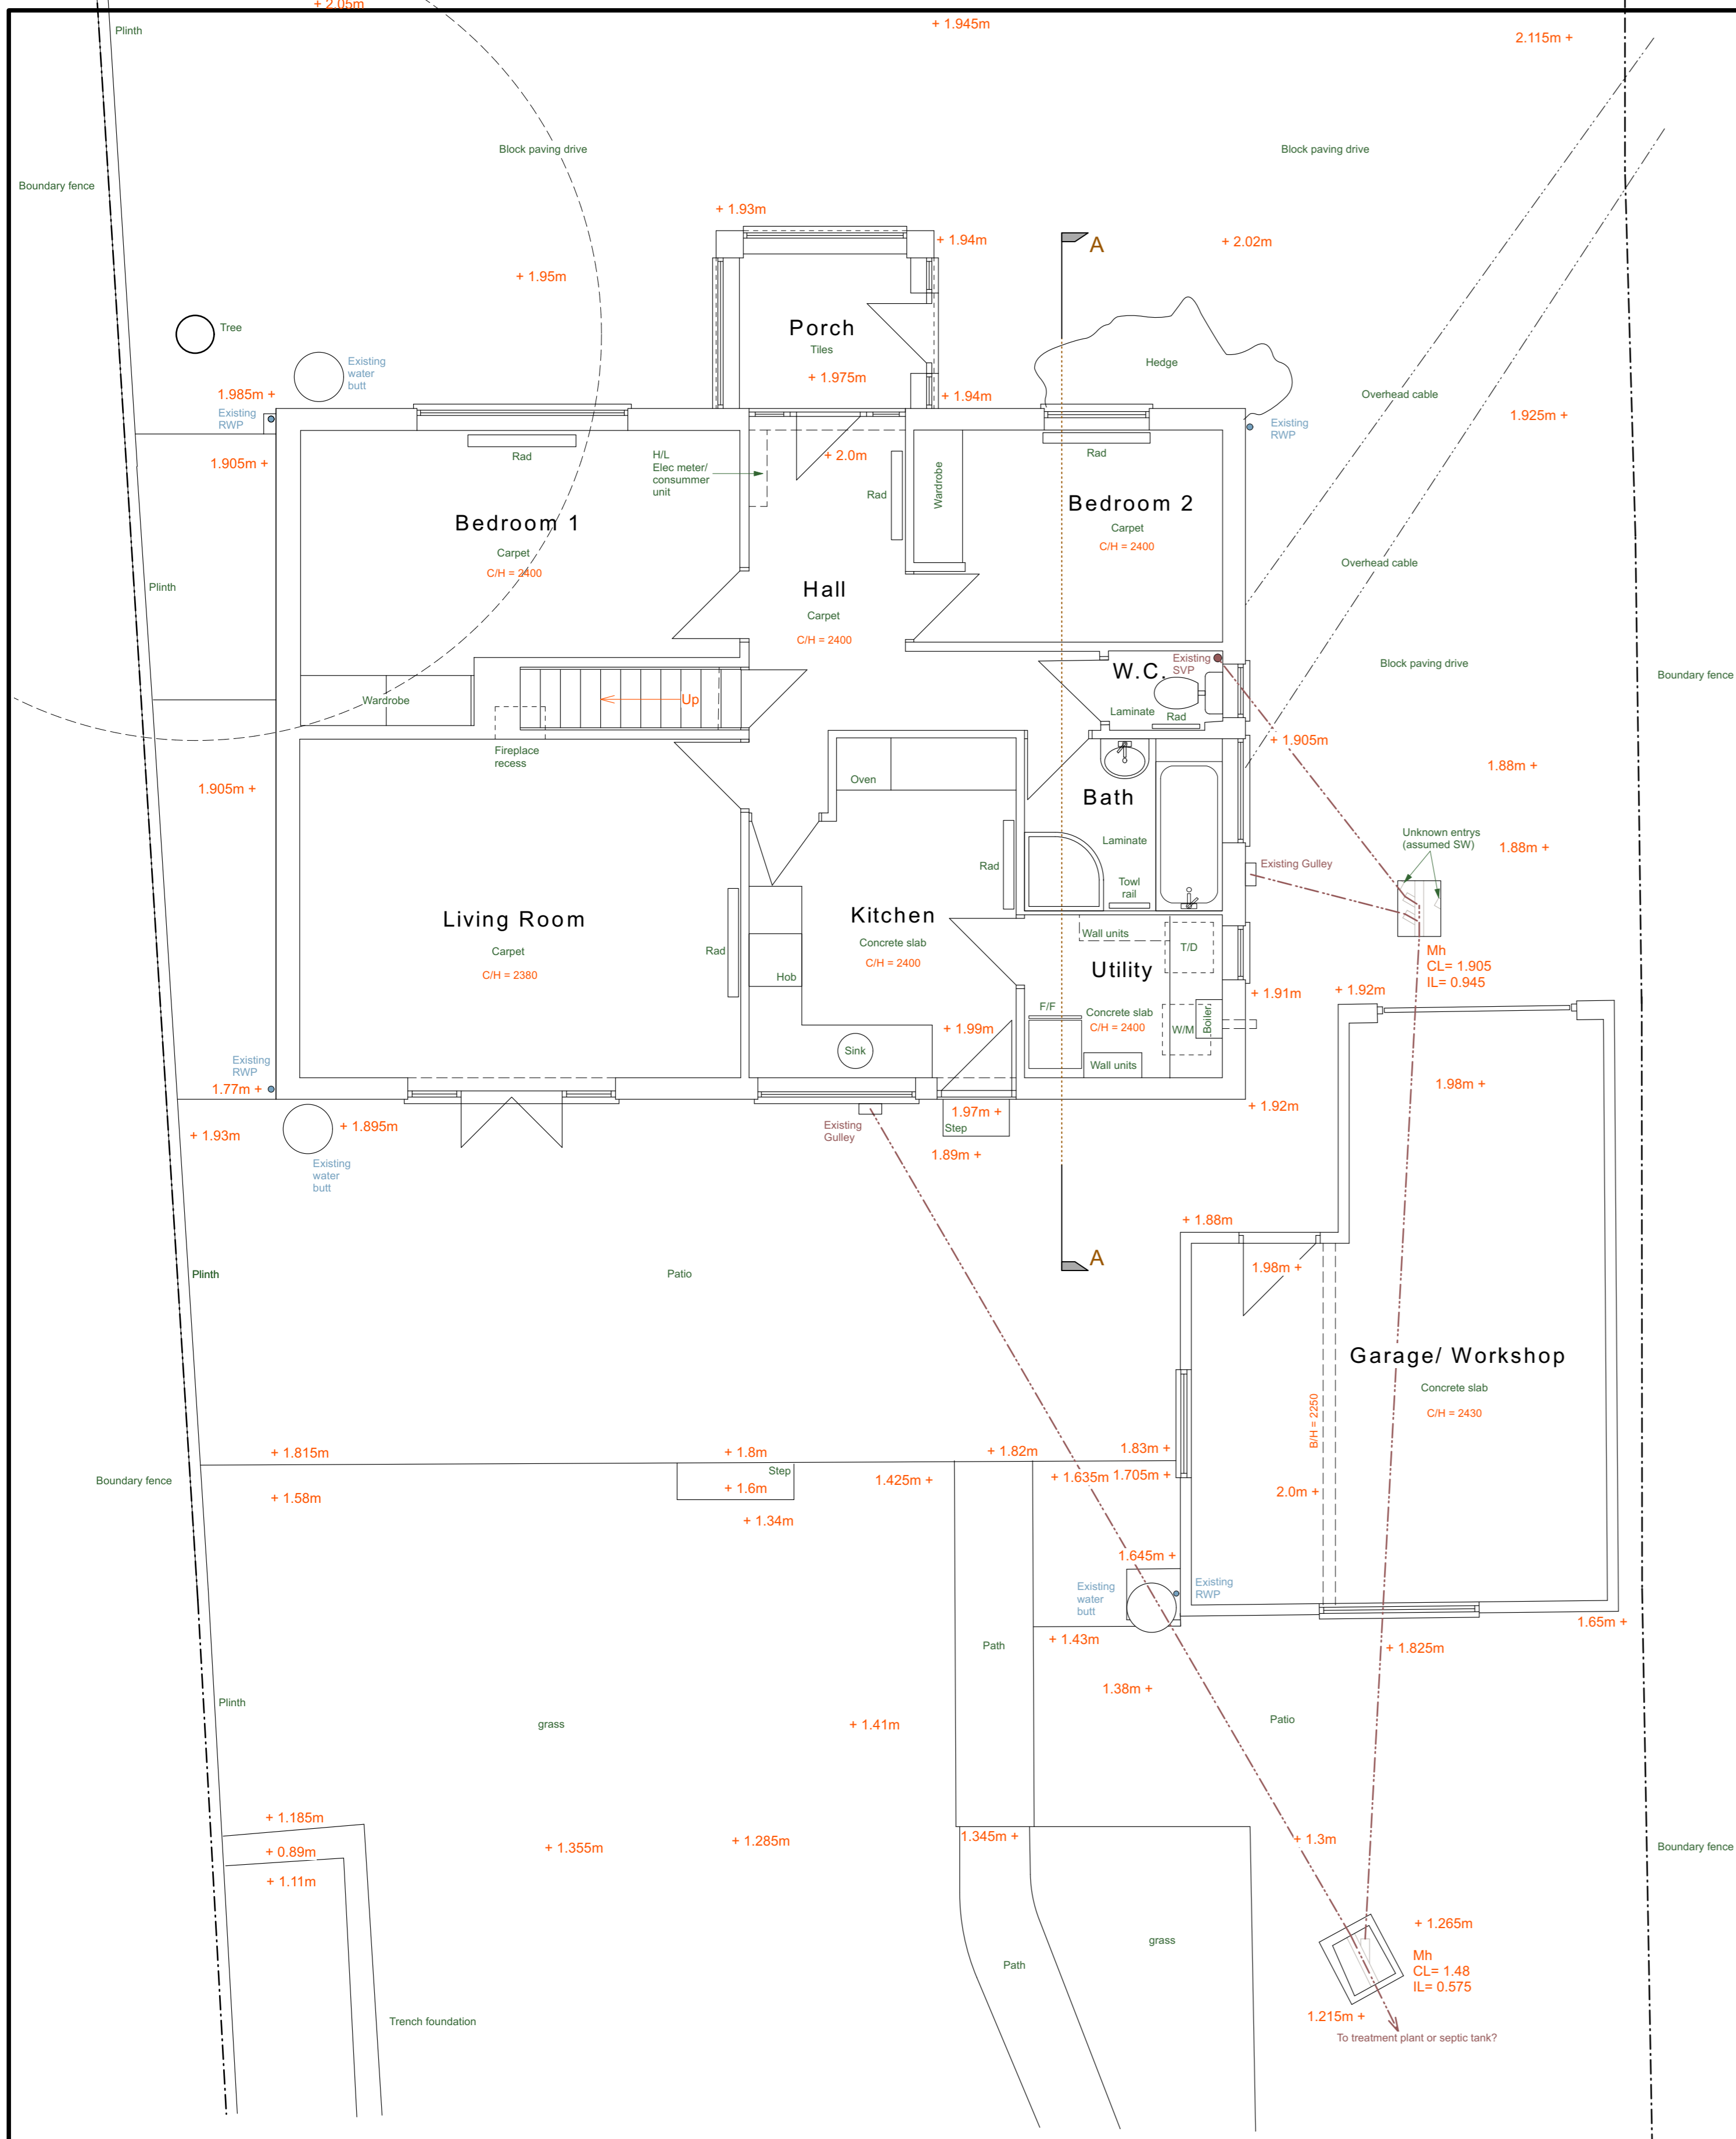 + 2.05m
+ 1.945m
2.115m +
Plinth
Block paving drive
Block paving drive
Boundary fence
+ 1.93m
+ 1.94m
A
+ 2.02m
+ 1.95m
Tree
Porch
Tiles
+ 1.975m
Hedge
Existing
water
butt
1.985m +
Existing
RWP
+ 1.94m
Overhead cable
1.925m +
Existing
RWP
1.905m +
Rad
H/L
Elec meter/
consummer
unit
+ 2.0m
Rad
Wardrobe
Rad
Bedroom 1
Carpet
C/H = 2400
Bedroom 2
Carpet
C/H = 2400
Overhead cable
Plinth
Hall
Carpet
C/H = 2400
W.C.
Existing
SVP
Laminate
Rad
Block paving drive
Boundary fence
Wardrobe
Up
Fireplace
recess
+ 1.905m
1.88m +
1.905m +
Oven
Bath
Laminate
Towl
rail
Rad
Existing Gulley
Unknown entrys
(assumed SW)
1.88m +
Living Room
Carpet
C/H = 2380
Rad
Kitchen
Concrete slab
C/H = 2400
Hob
Wall units
T/D
Utility
Mh
CL= 1.905
IL= 0.945
F/F
Concrete slab
C/H = 2400
W/M
Boiler
+ 1.91m
+ 1.92m
+ 1.99m
Sink
Wall units
Existing
RWP
1.77m +
1.98m +
+ 1.92m
1.97m +
Step
+ 1.93m
+ 1.895m
Existing
Gulley
1.89m +
Existing
water
butt
+ 1.88m
Plinth
Patio
A
1.98m +
Garage/ Workshop
Concrete slab
C/H = 2430
B/H = 2250
+ 1.815m
+ 1.8m
+ 1.82m
1.83m +
Boundary fence
Step
1.425m +
+ 1.635m
1.705m +
+ 1.58m
+ 1.6m
2.0m +
+ 1.34m
1.645m +
Existing
water
butt
Existing
RWP
1.65m +
Path
+ 1.43m
+ 1.825m
Plinth
1.38m +
grass
+ 1.41m
Patio
+ 1.185m
+ 0.89m
+ 1.11m
+ 1.355m
+ 1.285m
1.345m +
+ 1.3m
Boundary fence
grass
+ 1.265m
Path
Mh
CL= 1.48
IL= 0.575
Trench foundation
1.215m +
To treatment plant or septic tank?